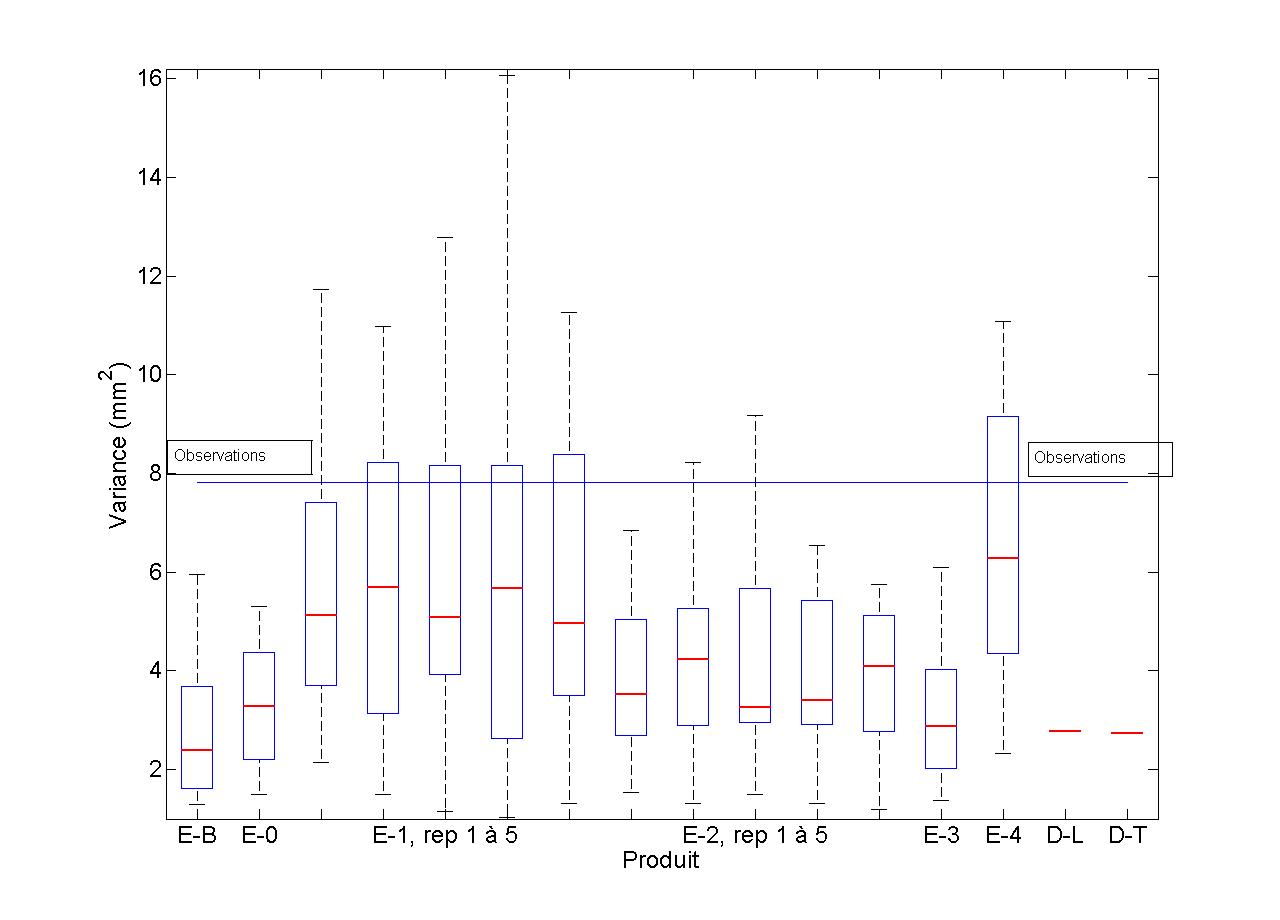 16
14
12
10
8
6
4
2
Variance (mm2)
Observations
Observations
E-B E-0 E-1, rep 1 à 5 E-2, rep 1 à 5 E-3 E-4 D-L D-T
Produit